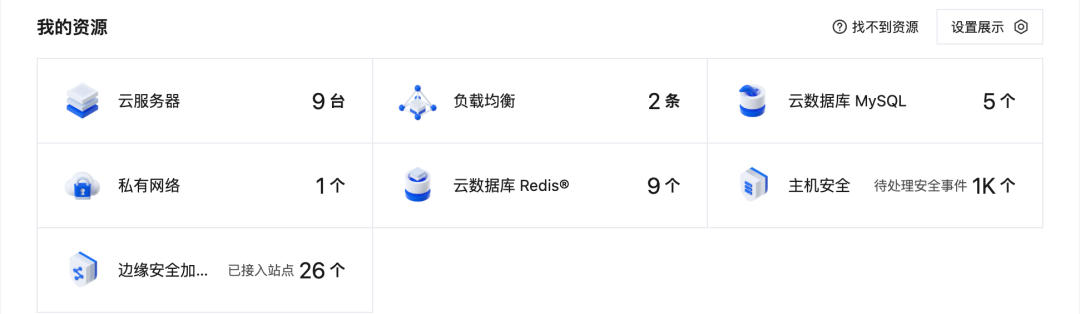 我的资源
找不到资源
设置展示
云服务器 9 台
负载均衡 2 条
云数据库 MySQL 5 个
私有网络 1 个
云数据库 Redis® 9 个
主机安全 待处理安全事件 1K 个
边缘安全加... 已接入站点 26 个